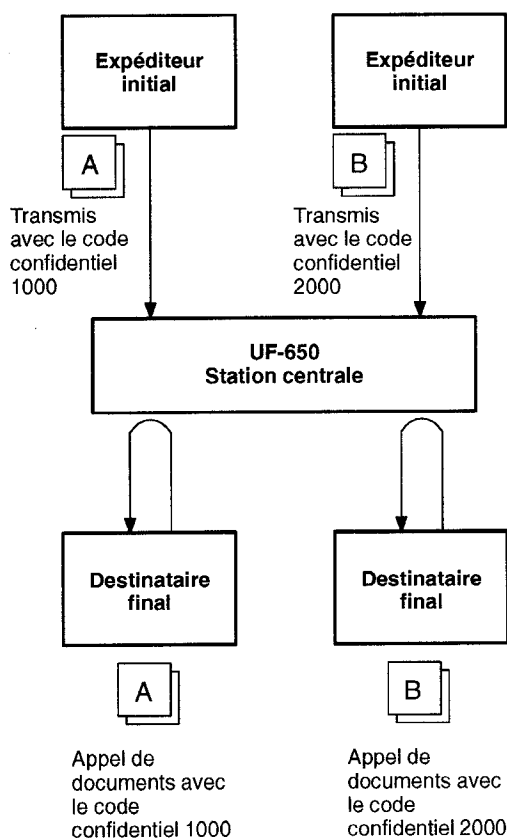 Expéditeur
initial
Expéditeur
initial
A
B
Transmis
avec le code
confidentiel
1000
Transmis
avec le code
confidentiel
2000
UF-650
Station centrale
Destinataire
final
Destinataire
final
A
B
Appel de
documents avec
le code
confidentiel 1000
Appel de
documents avec
le code
confidentiel 2000